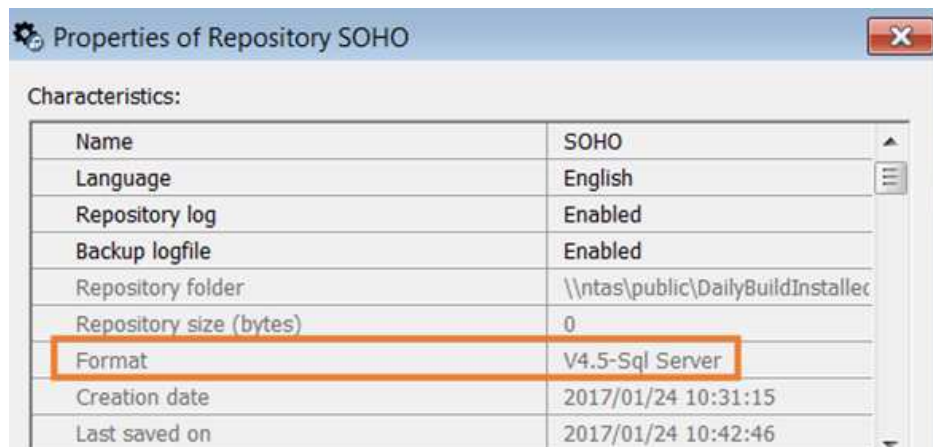 Properties of Repository SOHO
Characteristics:
Name SOHO
Language English
Repository log Enabled
Backup logfile Enabled
Repository folder \\ntas\public\DailyBuildInstalled
Repository size (bytes) 0
Format V4.5-Sql Server
Creation date 2017/01/24 10:31:15
Last saved on 2017/01/24 10:42:46